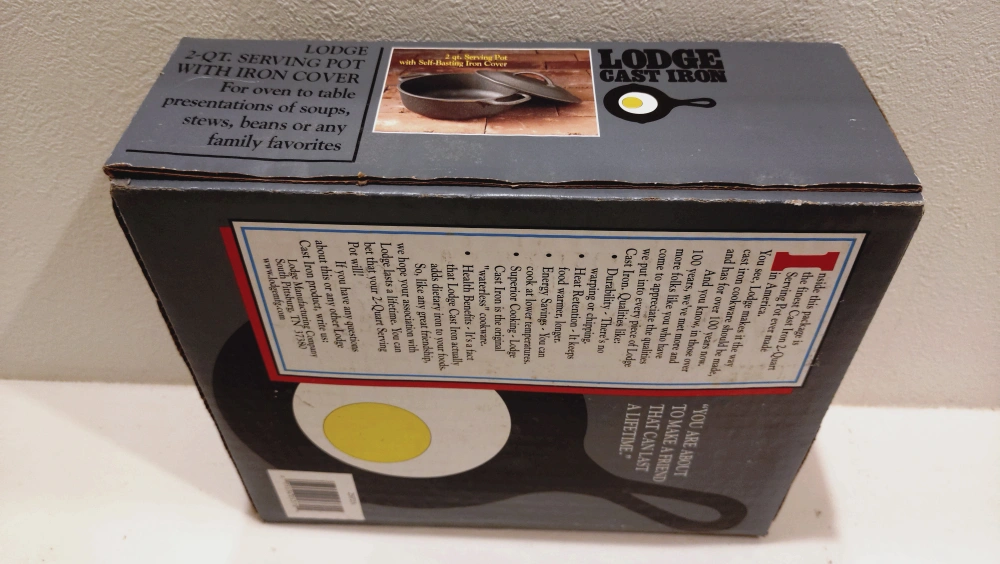 LODGE
2-QT. SERVING POT
WITH IRON COVER
For oven to table
presentations of soups,
stews, beans or any
family favorites
2 qt. Serving Pot
with Self-Basting Iron Cover
LODGE
CAST IRON
Inside this package is
the finest Cast Iron 2-Quart
Serving Pot ever made
in America.
You see, Lodge makes it the way
cast iron cookware should be made,
and has for over 100 years now.
And you know, in those over
100 years, we've met more and
more folks like you who have
come to appreciate the qualities
we put into every piece of Lodge
Cast Iron. Qualities like:
• Durability - There's no
warping or chipping.
• Heat Retention - It keeps
food warmer, longer.
• Energy Savings - You can
cook at lower temperatures.
• Superior Cooking - Lodge
Cast Iron is the original
"waterless" cookware.
• Health Benefits - It's a fact
that Lodge Cast Iron actually
adds dietary iron to your foods.
So, like any great friendship,
we hope your association with
Lodge lasts a lifetime. You can
bet that your 2-Quart Serving
Pot will!
If you have any questions
about this or any other Lodge
Cast Iron product, write us:
Lodge Manufacturing Company
South Pittsburg, TN 37380
www.lodgemfg.com
"YOU ARE ABOUT
TO MAKE A FRIEND
THAT CAN LAST
A LIFETIME."